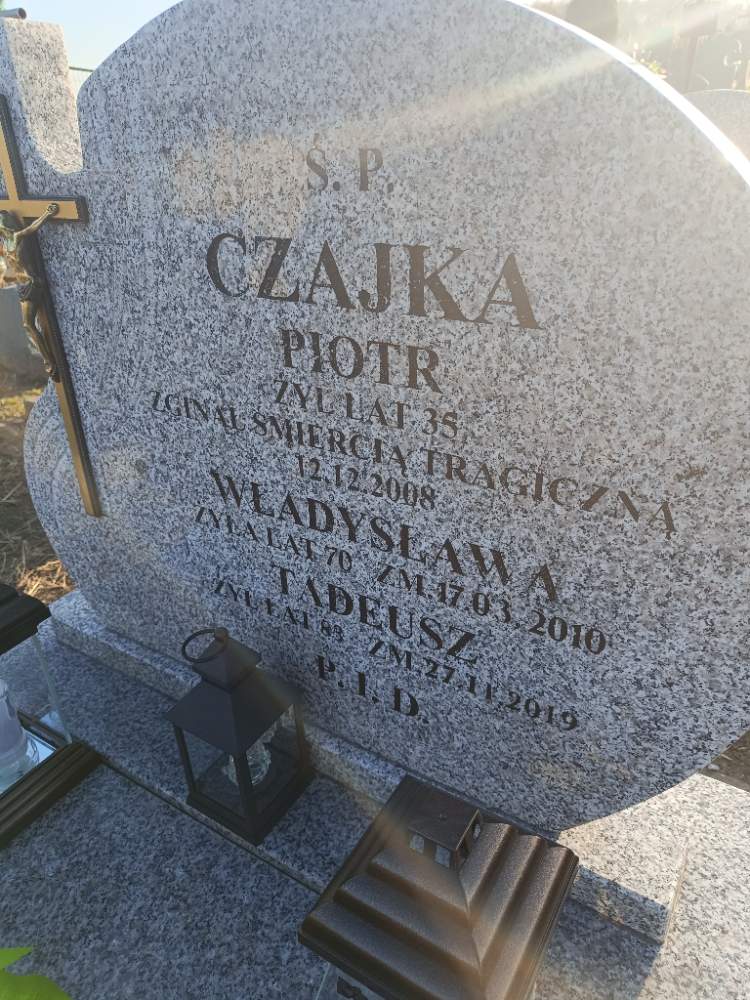 Ś. P.
CZAJKA
PIOTR
ŻYŁ LAT 35
ZGINĄŁ ŚMIERCIĄ TRAGICZNĄ
12.12.2008
WŁADYSŁAWA
ŻYŁA LAT 70 ZM.17.03.2010
TADEUSZ
ŻYŁ LAT 83 ZM.27.11.2019
P. I. D.